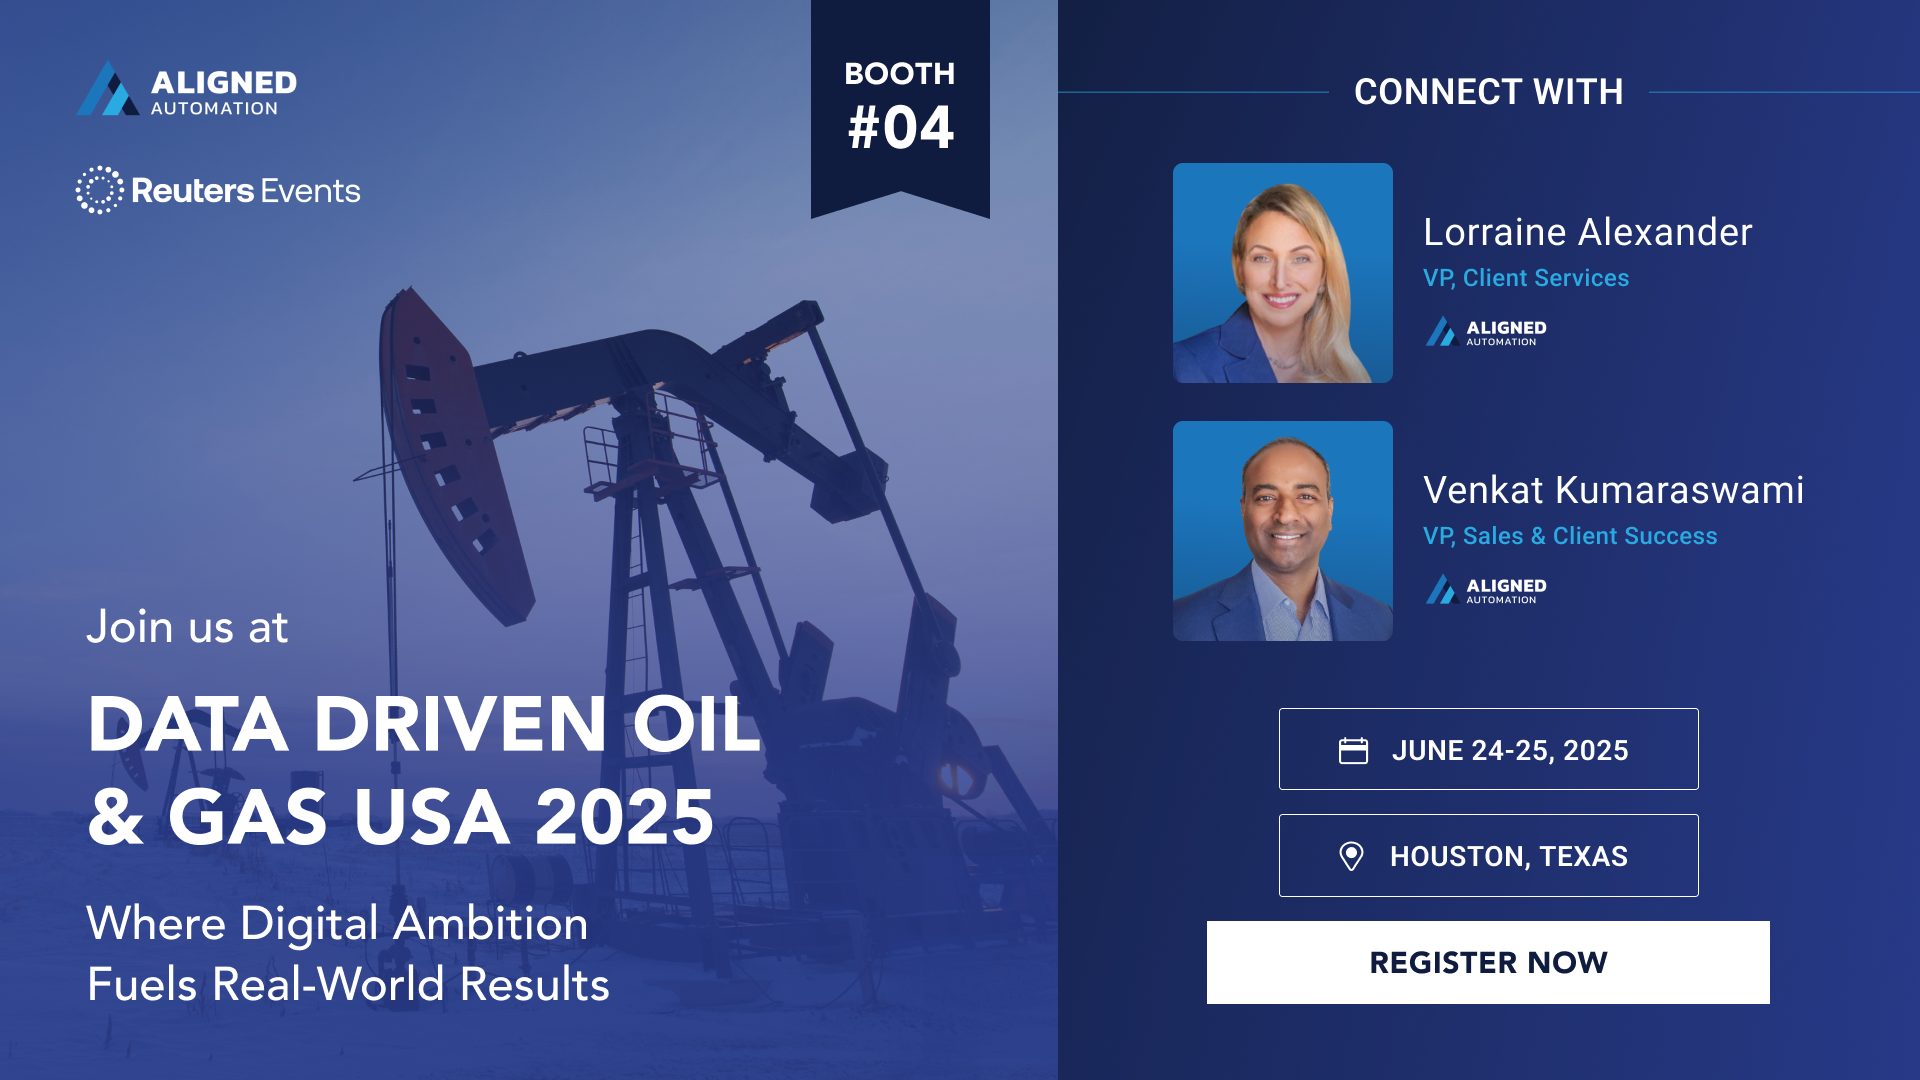 ALIGNED
AUTOMATION
Reuters Events
BOOTH
#04
Join us at
DATA DRIVEN OIL
& GAS USA 2025
Where Digital Ambition
Fuels Real-World Results
CONNECT WITH
Lorraine Alexander
VP, Client Services
ALIGNED
AUTOMATION
Venkat Kumaraswami
VP, Sales & Client Success
ALIGNED
AUTOMATION
JUNE 24-25, 2025
HOUSTON, TEXAS
REGISTER NOW